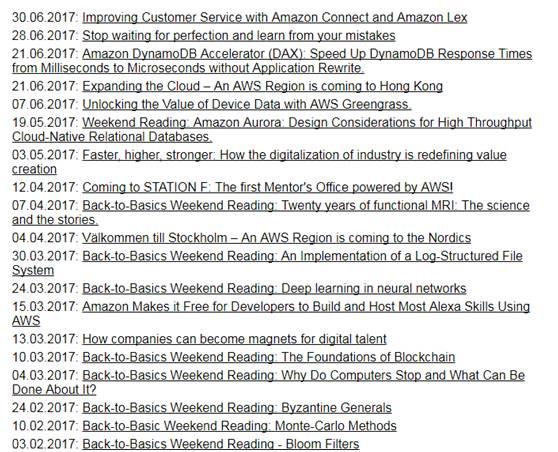 30.06.2017: Improving Customer Service with Amazon Connect and Amazon Lex
28.06.2017: Stop waiting for perfection and learn from your mistakes
21.06.2017: Amazon DynamoDB Accelerator (DAX): Speed Up DynamoDB Response Times
from Milliseconds to Microseconds without Application Rewrite.
21.06.2017: Expanding the Cloud – An AWS Region is coming to Hong Kong
07.06.2017: Unlocking the Value of Device Data with AWS Greengrass.
19.05.2017: Weekend Reading: Amazon Aurora: Design Considerations for High Throughput
Cloud-Native Relational Databases.
03.05.2017: Faster, higher, stronger: How the digitalization of industry is redefining value
creation
12.04.2017: Coming to STATION F: The first Mentor's Office powered by AWS!
07.04.2017: Back-to-Basics Weekend Reading: Twenty years of functional MRI: The science
and the stories.
04.04.2017: Välkommen till Stockholm – An AWS Region is coming to the Nordics
30.03.2017: Back-to-Basics Weekend Reading: An Implementation of a Log-Structured File
System
24.03.2017: Back-to-Basics Weekend Reading: Deep learning in neural networks
15.03.2017: Amazon Makes it Free for Developers to Build and Host Most Alexa Skills Using
AWS
13.03.2017: How companies can become magnets for digital talent
10.03.2017: Back-to-Basics Weekend Reading: The Foundations of Blockchain
04.03.2017: Back-to-Basics Weekend Reading: Why Do Computers Stop and What Can Be
Done About It?
24.02.2017: Back-to-Basics Weekend Reading: Byzantine Generals
10.02.2017: Back-to-Basic Weekend Reading: Monte-Carlo Methods
03.02.2017: Back-to-Basics Weekend Reading - Bloom Filters